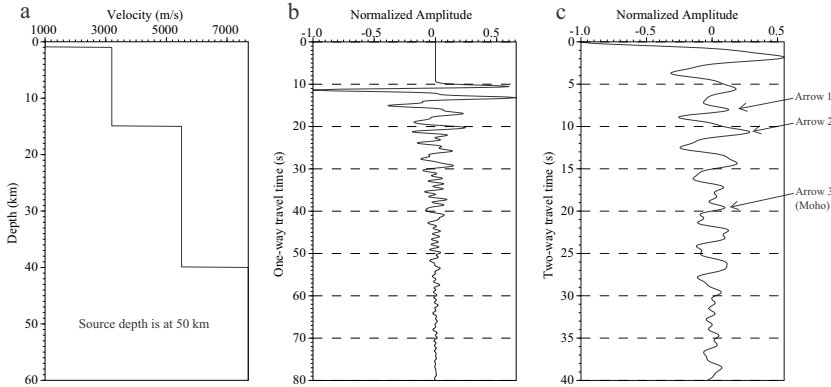 a
Velocity (m/s)
1000 3000 5000 7000
0
10
20
30
40
50
60
Depth (km)
Source depth is at 50 km
b
Normalized Amplitude
-1.0 -0.5 0 0.5
0
10
20
30
40
50
60
70
80
One-way travel time (s)
c
Normalized Amplitude
-1.0 -0.5 0 0.5
0
5
10
15
20
25
30
35
40
Two-way travel time (s)
Arrow 1
Arrow 2
Arrow 3
(Moho)